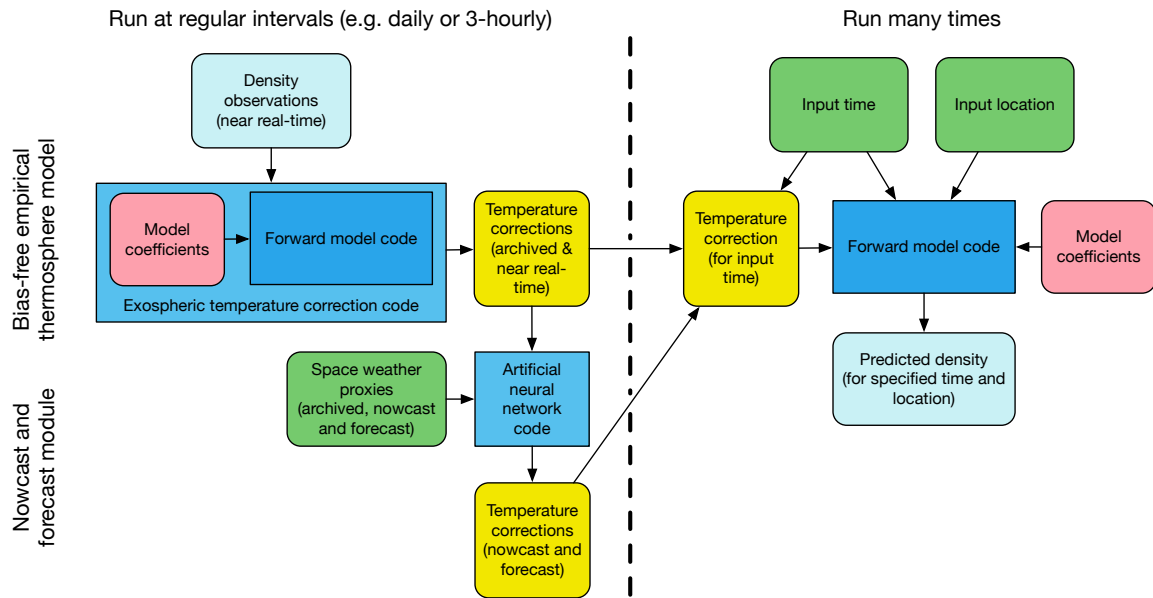 Run at regular intervals (e.g. daily or 3-hourly)
Run many times
Bias-free empirical
thermosphere model
Nowcast and
forecast module
Density
observations
(near real-time)
Model
coefficients
Forward model code
Exospheric temperature correction code
Temperature
corrections
(archived &
near real-
time)
Space weather
proxies
(archived, nowcast
and forecast)
Artificial
neural
network
code
Temperature
corrections
(nowcast and
forecast)
Input time
Input location
Temperature
correction
(for input
time)
Forward model code
Model
coefficients
Predicted density
(for specified time and
location)